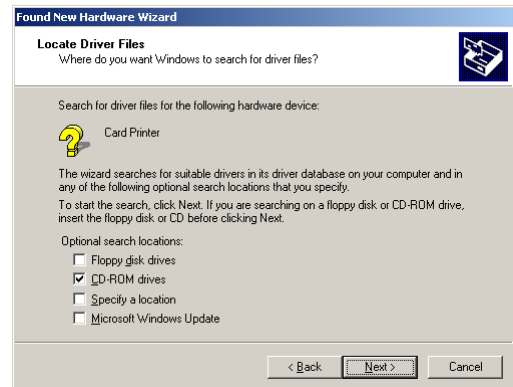 Found New Hardware Wizard
Locate Driver Files
Where do you want Windows to search for driver files?
Search for driver files for the following hardware device:
Card Printer
The wizard searches for suitable drivers in its driver database on your computer and in
any of the following optional search locations that you specify.
To start the search, click Next. If you are searching on a floppy disk or CD-ROM drive,
insert the floppy disk or CD before clicking Next.
Optional search locations:
Floppy disk drives
CD-ROM drives
Specify a location
Microsoft Windows Update
< Back Next > Cancel